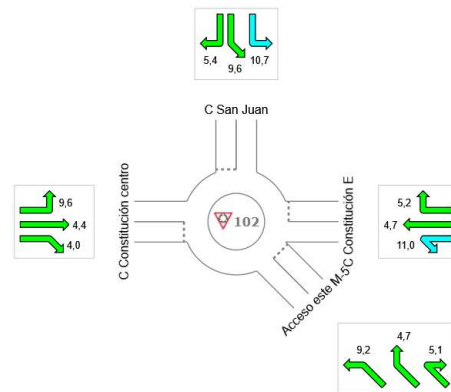 5,4 10,7
9,6
C San Juan
9,6
4,4
4,0
C Constitución centro
102
C Constitución E
5,2
4,7
11,0
Acceso este M-5
9,2 4,7 5,1